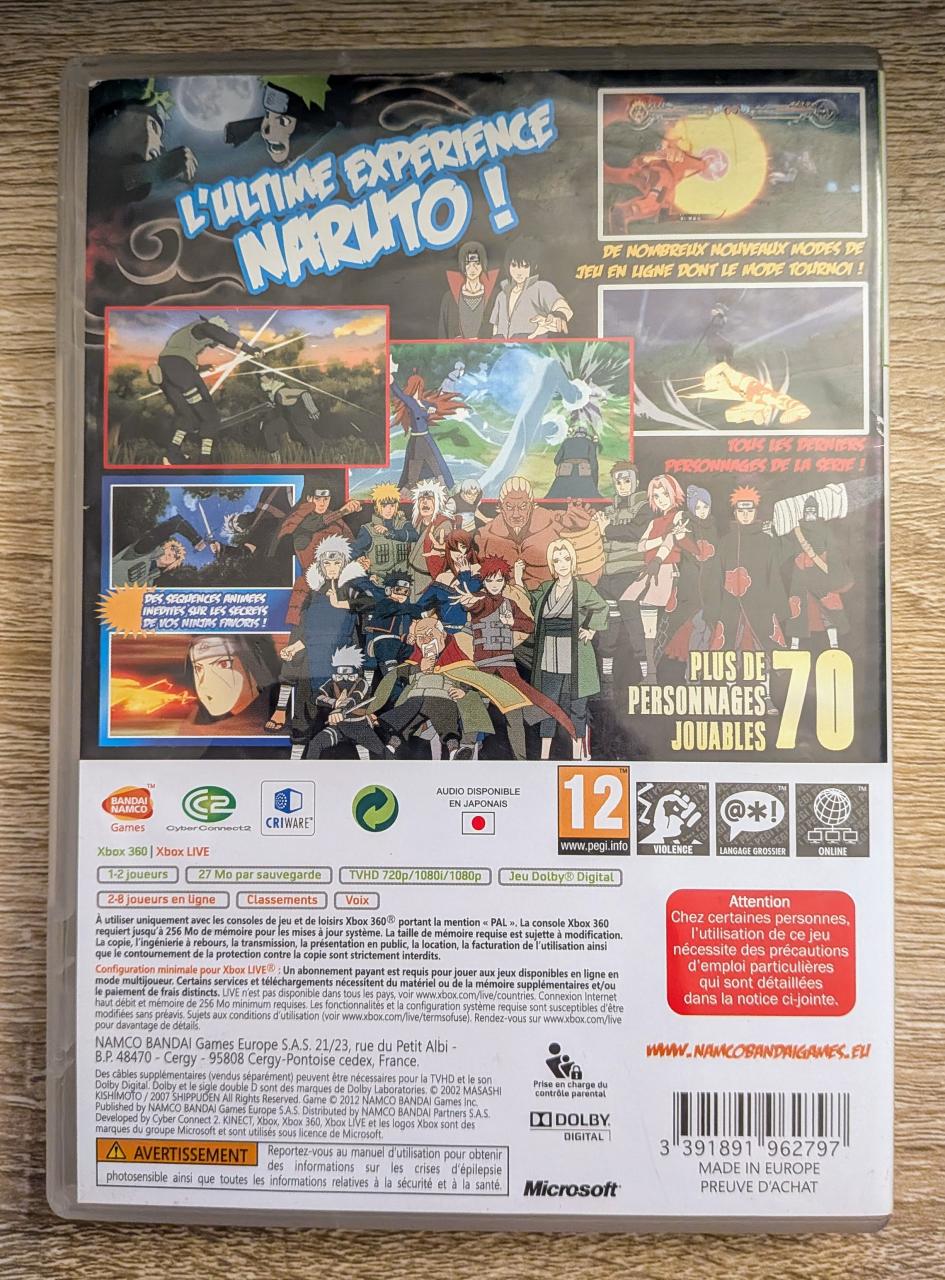 L'ULTIME EXPERIENCE
NARUTO !
DE NOMBREUX NOUVEAUX MODES DE
JEU EN LIGNE DONT LE MODE TOURNOI !
TOUS LES DERNIERS
PERSONNAGES DE LA SERIE !
DES SEQUENCES ANIMEES
INEDITES SUR LES SECRETS
DE VOS NINJAS FAVORIS !
PLUS DE 70
PERSONNAGES
JOUABLES
BANDAI
NAMCO
Games
CyberConnect2
CRIWARE™
AUDIO DISPONIBLE
EN JAPONAIS
12
www.pegi.info
VIOLENCE
@*!
LANGAGE GROSSIER
ONLINE
Xbox 360 | Xbox LIVE
1-2 joueurs
27 Mo par sauvegarde
TVHD 720p/1080i/1080p
Jeu Dolby® Digital
2-8 joueurs en ligne
Classements
Voix
À utiliser uniquement avec les consoles de jeu et de loisirs Xbox 360® portant la mention « PAL ». La console Xbox 360
requiert jusqu'à 256 Mo de mémoire pour les mises à jour système. La taille de mémoire requise est sujette à modification.
La copie, l'ingénierie à rebours, la transmission, la présentation en public, la location, la facturation de l'utilisation ainsi
que le contournement de la protection contre la copie sont strictement interdits.
Configuration minimale pour Xbox LIVE® : Un abonnement payant est requis pour jouer aux jeux disponibles en ligne en
mode multijoueur. Certains services et téléchargements nécessitent du matériel ou de la mémoire supplémentaires et/ou
le paiement de frais distincts. LIVE n'est pas disponible dans tous les pays, voir www.xbox.com/live/countries. Connexion Internet
haut débit et mémoire de 256 Mo minimum requises. Les fonctionnalités et la configuration système requise sont susceptibles d'être
modifiées sans préavis. Sujets aux conditions d'utilisation (voir www.xbox.com/live/termsofuse). Rendez-vous sur www.xbox.com/live
pour davantage de détails.
Attention
Chez certaines personnes,
l'utilisation de ce jeu
nécessite des précautions
d'emploi particulières
qui sont détaillées
dans la notice ci-jointe.
NAMCO BANDAI Games Europe S.A.S. 21/23, rue du Petit Albi -
B.P. 48470 - Cergy - 95808 Cergy-Pontoise cedex, France.
Des câbles supplémentaires (vendus séparément) peuvent être nécessaires pour la TVHD et le son
Dolby Digital. Dolby et le sigle double D sont des marques de Dolby Laboratories. © 2002 MASASHI
KISHIMOTO / 2007 SHIPPUDEN All Rights Reserved. Game © 2012 NAMCO BANDAI Games Inc.
Published by NAMCO BANDAI Games Europe S.A.S. Distributed by NAMCO BANDAI Partners S.A.S.
Developed by Cyber Connect 2. KINECT, Xbox, Xbox 360, Xbox LIVE et les logos Xbox sont des
marques du groupe Microsoft et sont utilisés sous licence de Microsoft.
AVERTISSEMENT
Reportez-vous au manuel d'utilisation pour obtenir
des informations sur les crises d'épilepsie
photosensible ainsi que toutes les informations relatives à la sécurité et à la santé.
Prise en charge du
contrôle parental
DOLBY
DIGITAL
Microsoft®
WWW.NAMCOBANDAIGAMES.EU
3 391891 962797
MADE IN EUROPE
PREUVE D'ACHAT